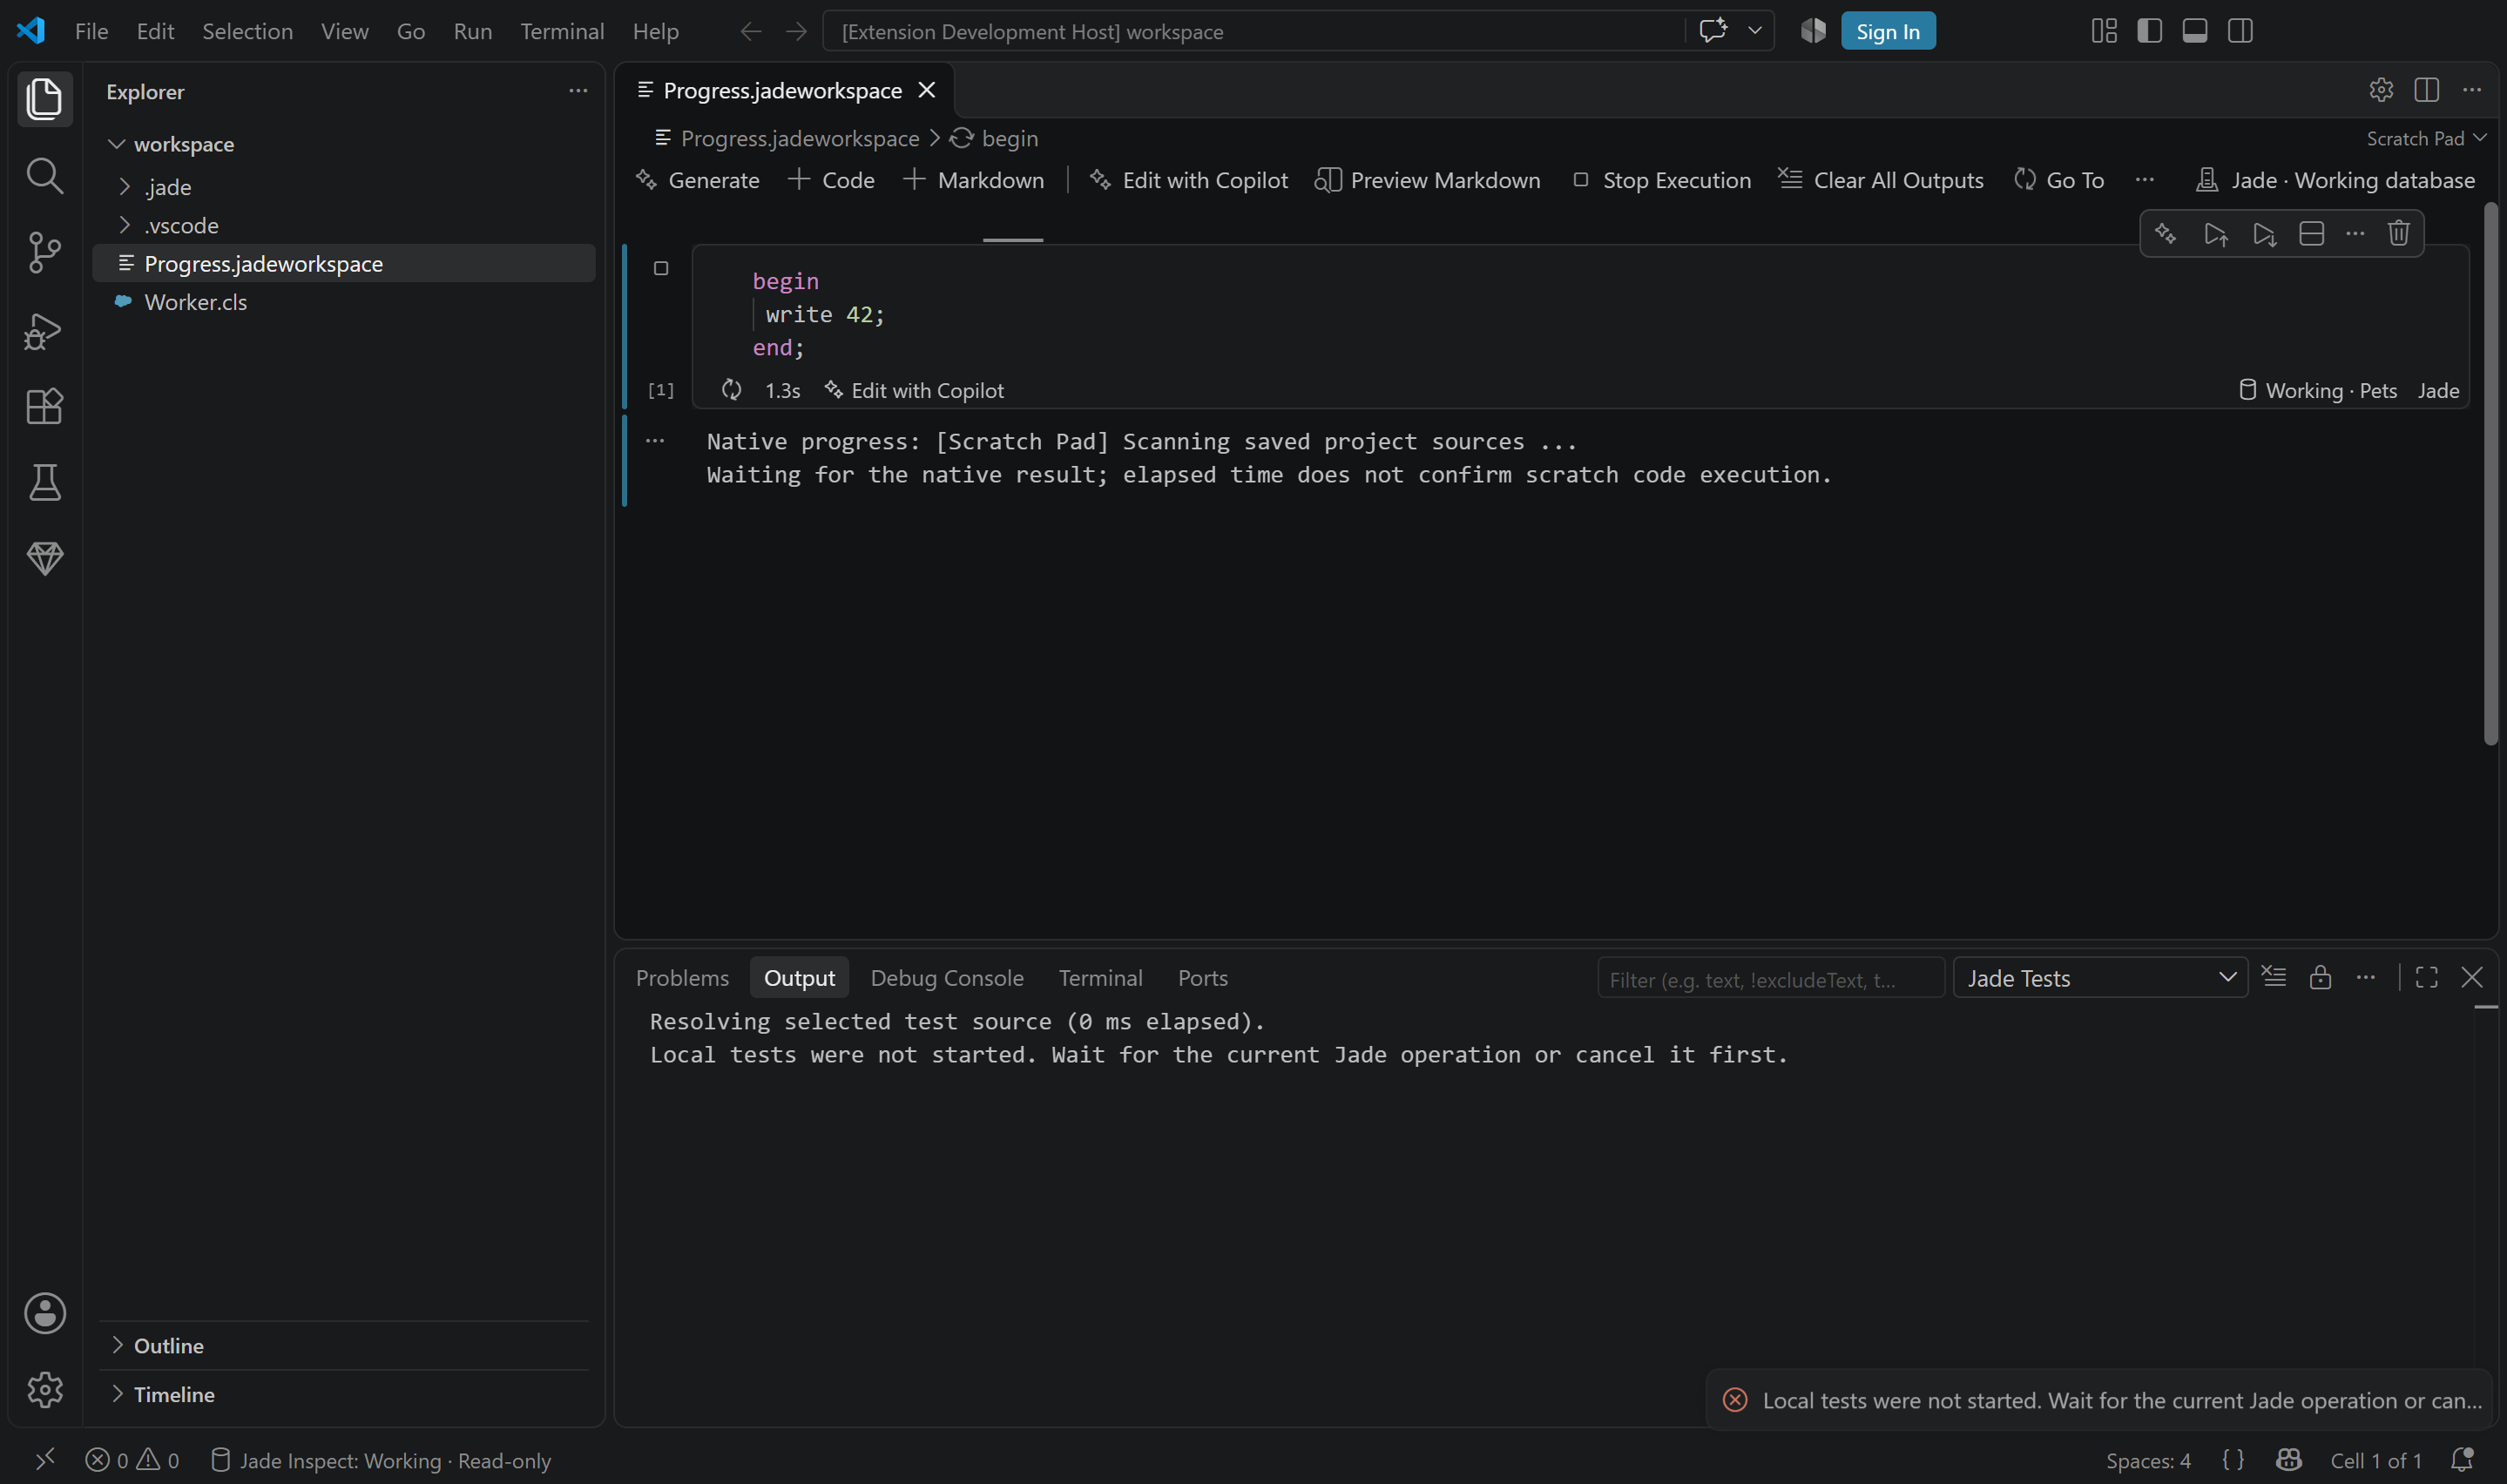 File Edit Selection View Go Run Terminal Help
[Extension Development Host] workspace
Sign In
Explorer
workspace
.jade
.vscode
Progress.jadeworkspace
Worker.cls
Outline
Timeline
Progress.jadeworkspace
Progress.jadeworkspace > begin
Scratch Pad
Generate Code Markdown Edit with Copilot Preview Markdown Stop Execution Clear All Outputs Go To Jade · Working database
begin
write 42;
end;
[1] 1.3s Edit with Copilot Working · Pets Jade
Native progress: [Scratch Pad] Scanning saved project sources ...
Waiting for the native result; elapsed time does not confirm scratch code execution.
Problems Output Debug Console Terminal Ports
Filter (e.g. text, !excludeText, t...
Jade Tests
Resolving selected test source (0 ms elapsed).
Local tests were not started. Wait for the current Jade operation or cancel it first.
Local tests were not started. Wait for the current Jade operation or can...
0 0 Jade Inspect: Working · Read-only
Spaces: 4 { } Cell 1 of 1